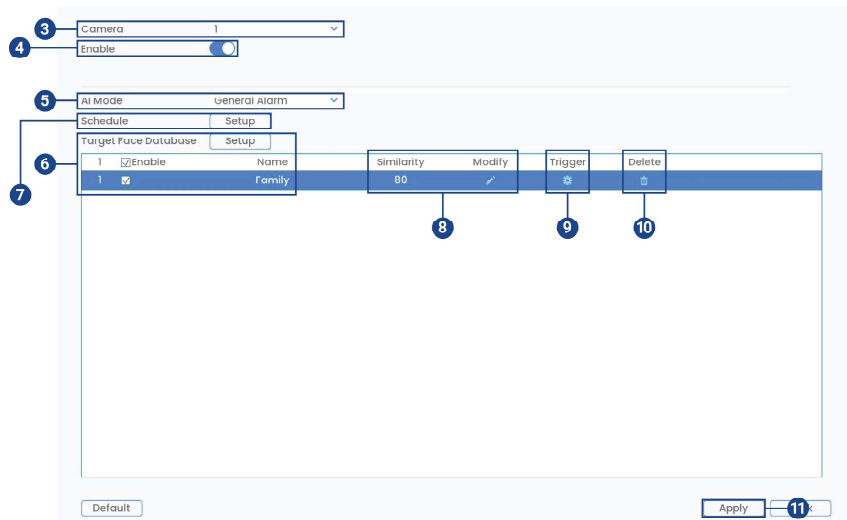 3 Camera 1
4 Enable
5 AI Mode General Alarm
7 Schedule Setup
Target Face Database Setup
6 1 Enable Name Similarity Modify Trigger Delete
1 Family 80
8 9 10
Default Apply 11